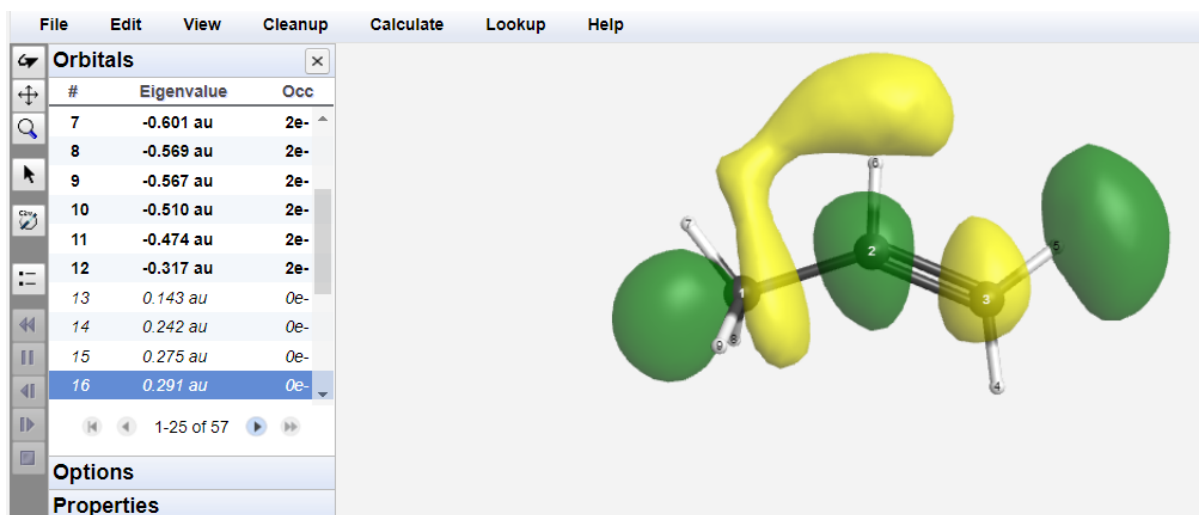 File Edit View Cleanup Calculate Lookup Help
Orbitals
# Eigenvalue Occ
7 -0.601 au 2e-
8 -0.569 au 2e-
9 -0.567 au 2e-
10 -0.510 au 2e-
11 -0.474 au 2e-
12 -0.317 au 2e-
13 0.143 au 0e-
14 0.242 au 0e-
15 0.275 au 0e-
16 0.291 au 0e-
1-25 of 57
Options
Properties
6
7
5
2
1
3
9 8
4